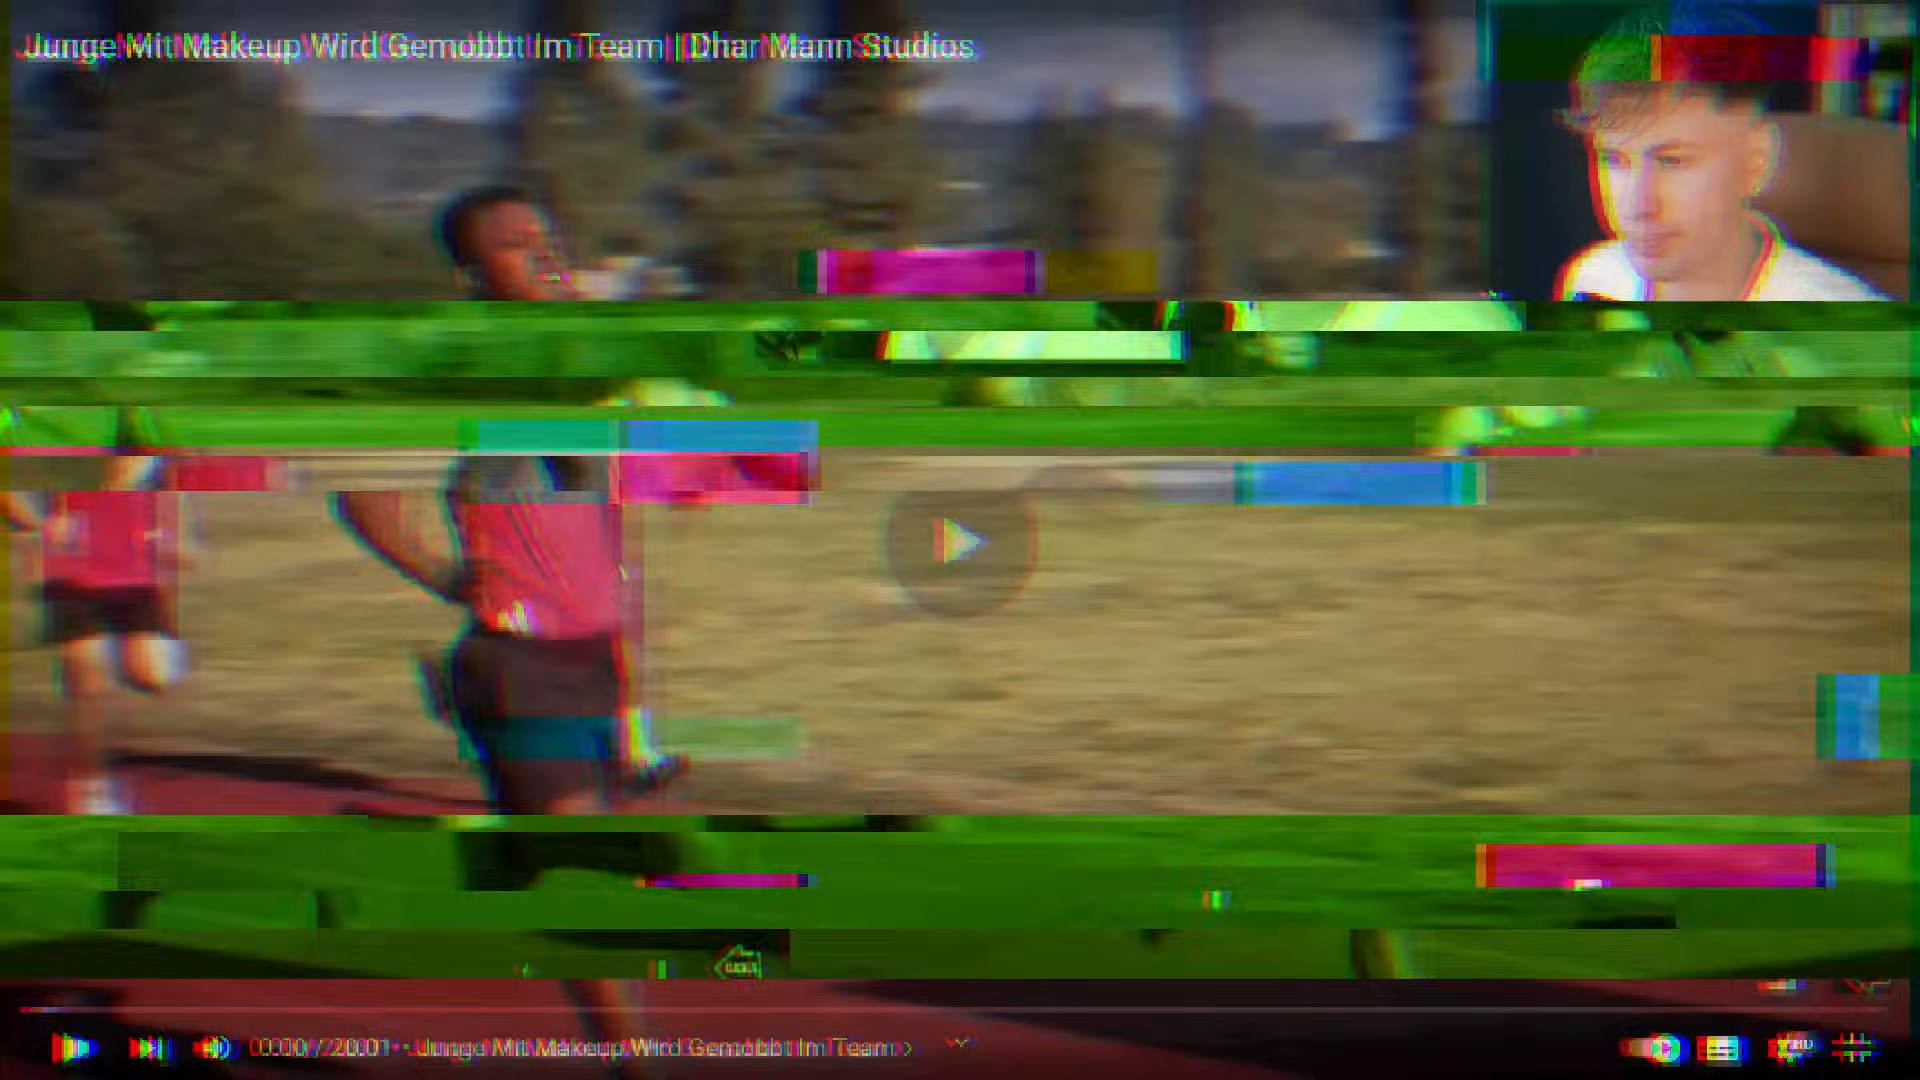 Junge Mit Makeup Wird Gemobbt Im Team | Dhar Mann Studios
Junge Mit Makeup Wird Gemobbt Im Team